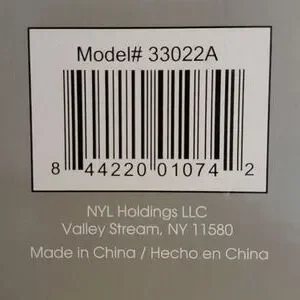 Model# 33022A
8 44220 01074 2
NYL Holdings LLC
Valley Stream, NY 11580
Made in China / Hecho en China